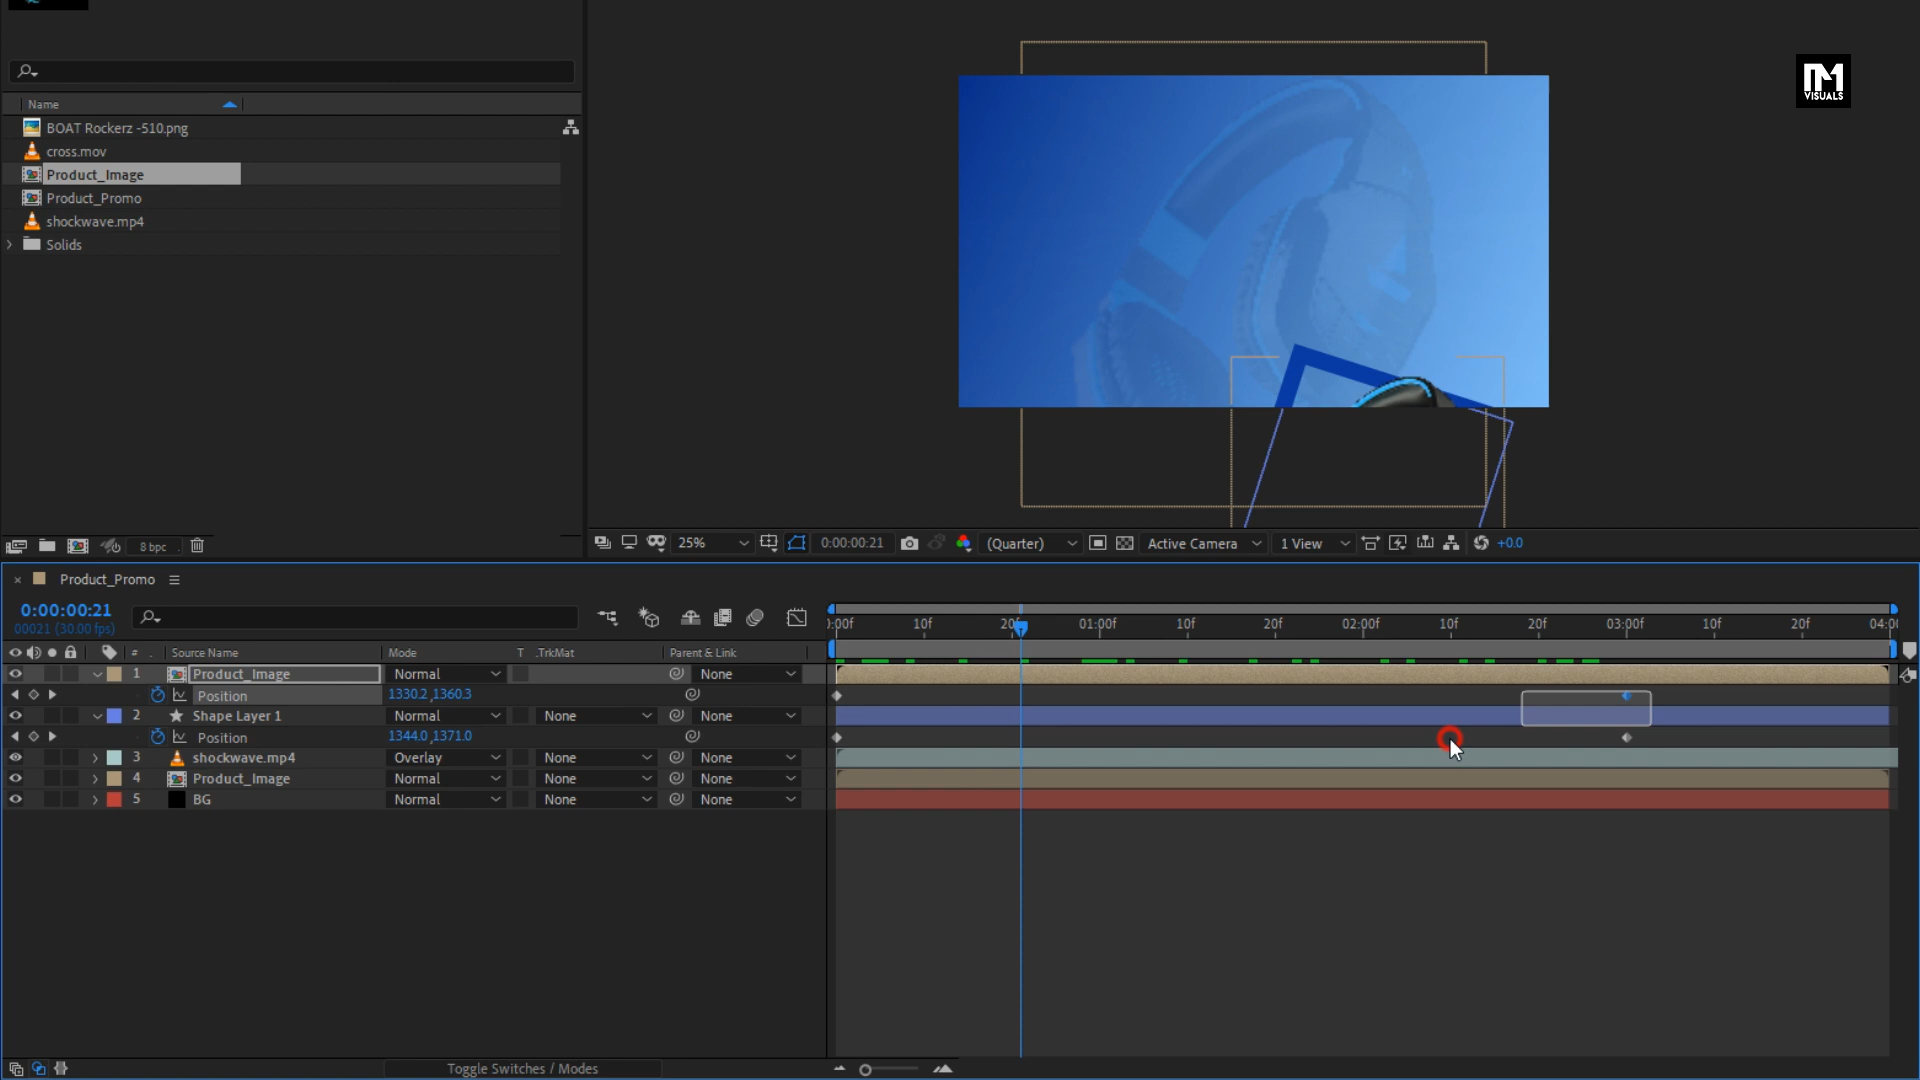 Name
BOAT Rockerz -510.png
cross.mov
Product_Image
Product_Promo
shockwave.mp4
Solids
8 bpc
VISUALS
25%
0:00:00:21
(Quarter)
Active Camera
1 View
+0.0
Product_Promo
0:00:00:21
00021 (30.00 fps)
):00f 10f 20f 01:00f 10f 20f 02:00f 10f 20f 03:00f 10f 20f 04:00
# . Source Name Mode T .TrkMat Parent & Link
1 Product_Image Normal None
Position 1330.2,1360.3
2 Shape Layer 1 Normal None None
Position 1344.0,1371.0
3 shockwave.mp4 Overlay None None
4 Product_Image Normal None None
5 BG Normal None None
Toggle Switches / Modes